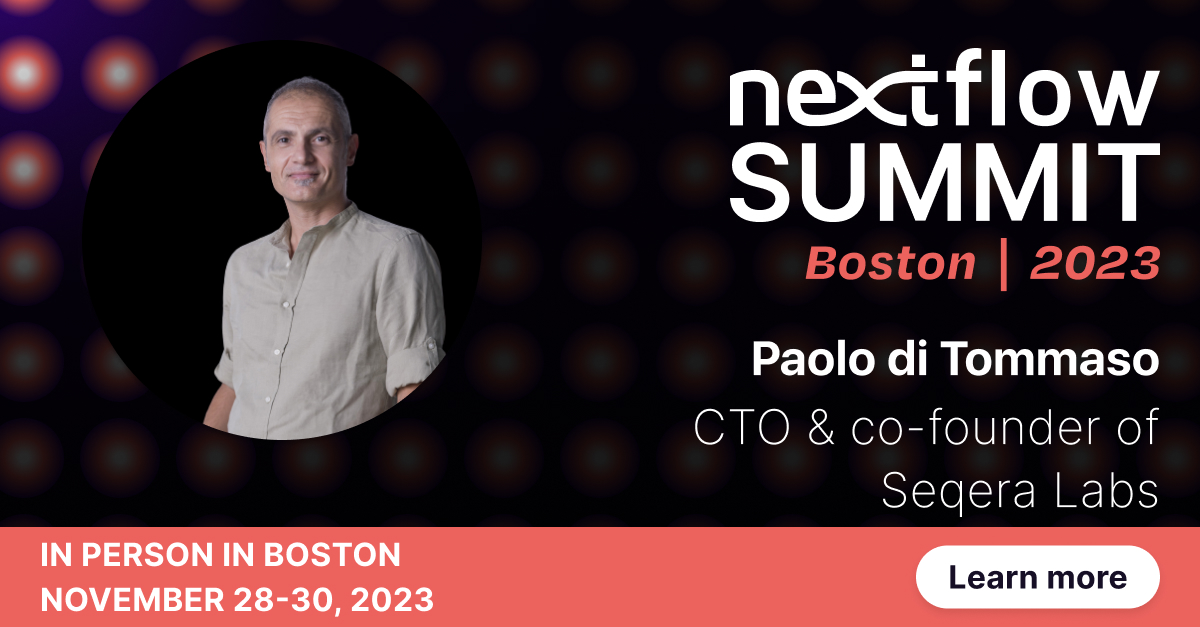 nextflow
SUMMIT
Boston | 2023
Paolo di Tommaso
CTO & co-founder of
Seqera Labs
IN PERSON IN BOSTON
NOVEMBER 28-30, 2023
Learn more